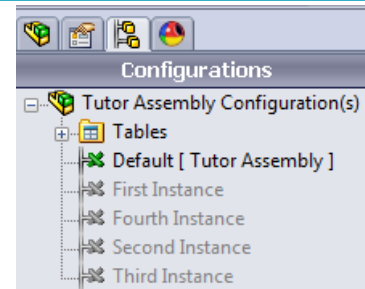 Configurations
Tutor Assembly Configuration(s)
Tables
Default [ Tutor Assembly ]
First Instance
Fourth Instance
Second Instance
Third Instance